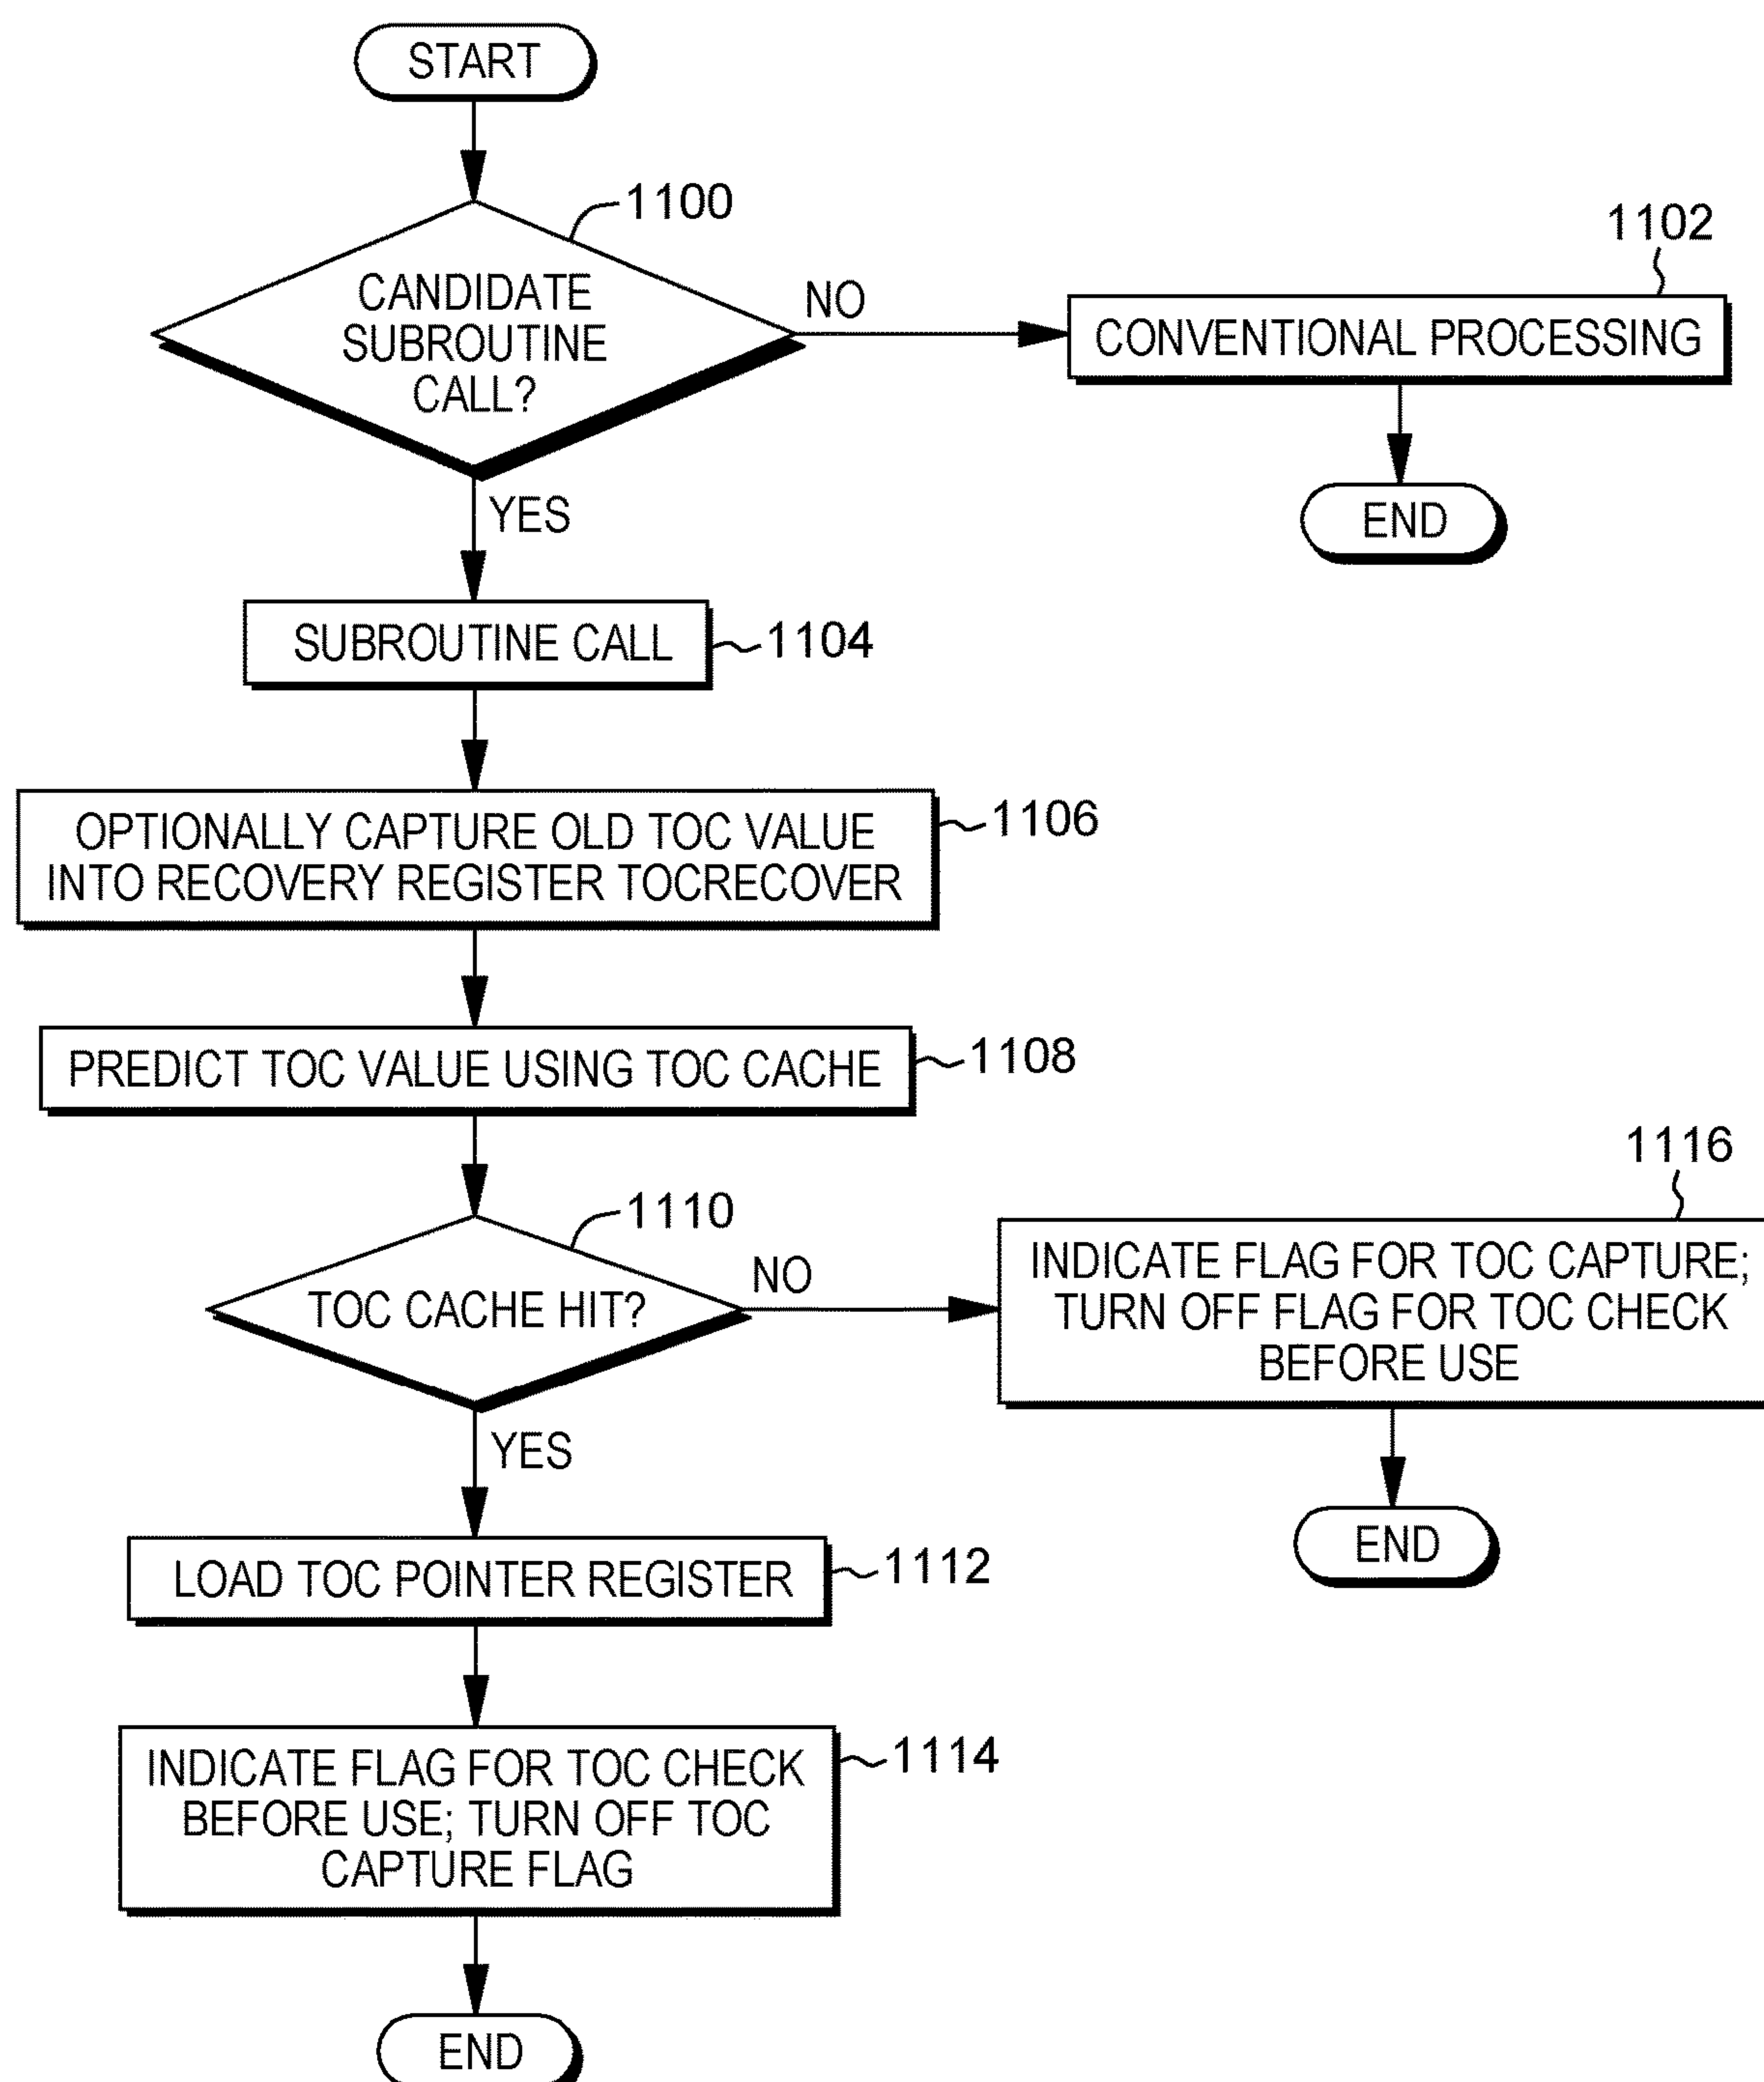 START
1100
CANDIDATE
SUBROUTINE
CALL?
NO
1102
CONVENTIONAL PROCESSING
END
YES
SUBROUTINE CALL
1104
OPTIONALLY CAPTURE OLD TOC VALUE
INTO RECOVERY REGISTER TOCRECOVER
1106
PREDICT TOC VALUE USING TOC CACHE
1108
1110
TOC CACHE HIT?
NO
1116
INDICATE FLAG FOR TOC CAPTURE;
TURN OFF FLAG FOR TOC CHECK
BEFORE USE
END
YES
LOAD TOC POINTER REGISTER
1112
INDICATE FLAG FOR TOC CHECK
BEFORE USE; TURN OFF TOC
CAPTURE FLAG
1114
END